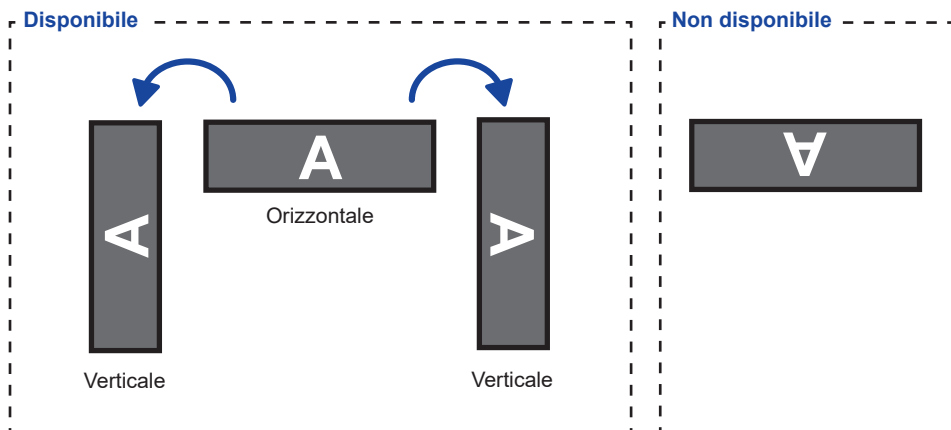 Disponibile
Non disponibile
A
A
A
A
Orizzontale
Verticale
Verticale